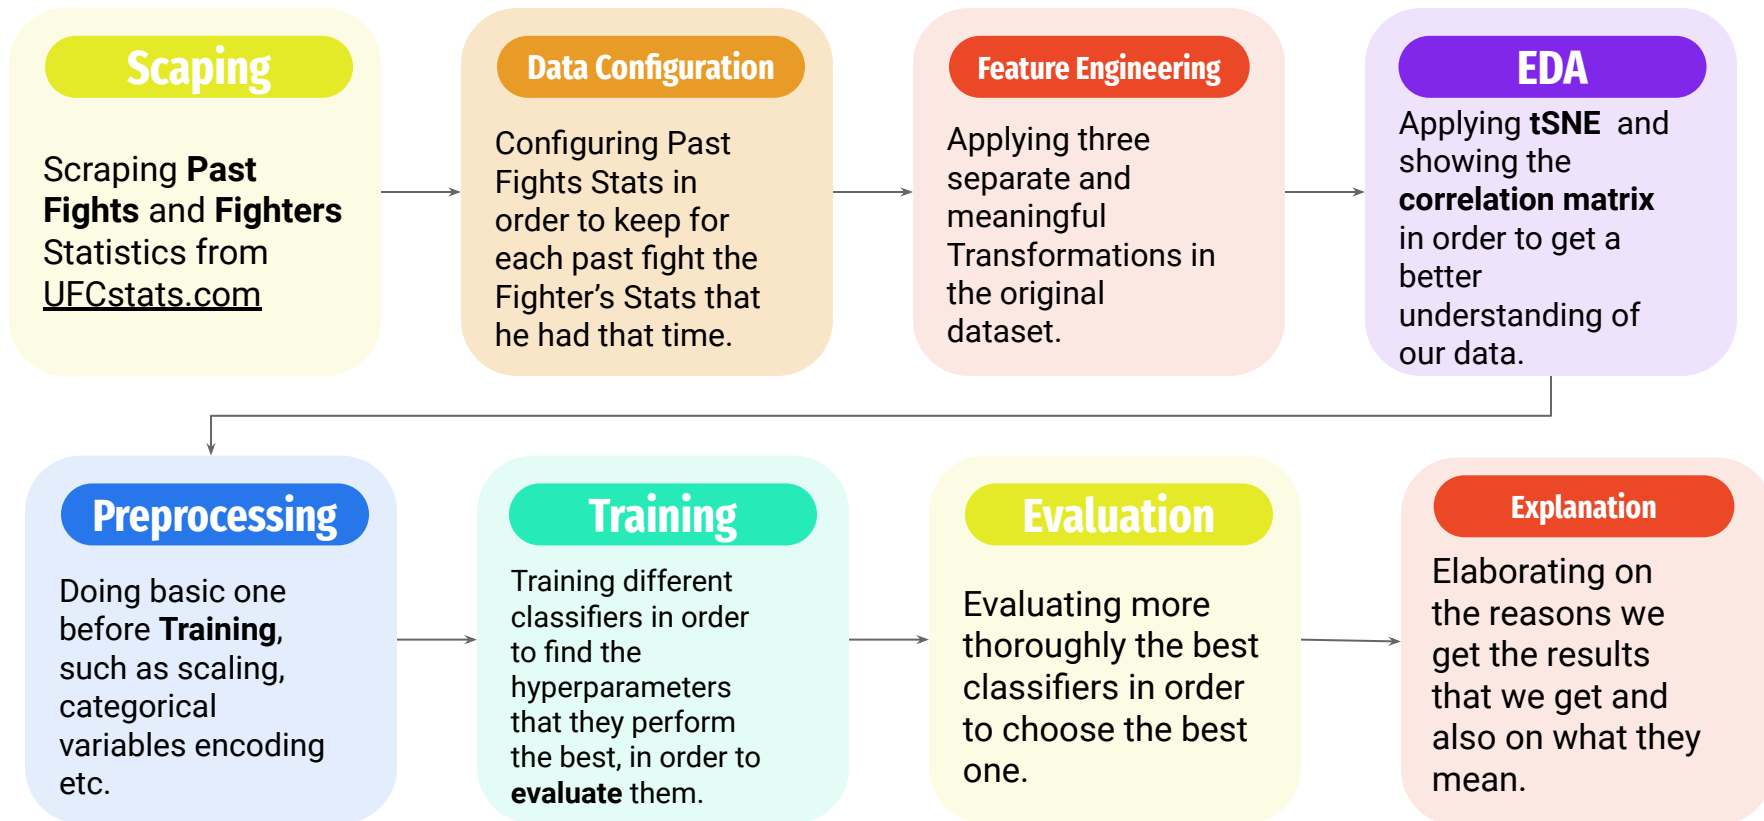 Scaping
Scraping Past
Fights and Fighters
Statistics from
UFCstats.com
Data Configuration
Configuring Past
Fights Stats in
order to keep for
each past fight the
Fighter’s Stats that
he had that time.
Feature Engineering
Applying three
separate and
meaningful
Transformations in
the original
dataset.
EDA
Applying tSNE and
showing the
correlation matrix
in order to get a
better
understanding of
our data.
Preprocessing
Doing basic one
before Training,
such as scaling,
categorical
variables encoding
etc.
Training
Training different
classifiers in order
to find the
hyperparameters
that they perform
the best, in order to
evaluate them.
Evaluation
Evaluating more
thoroughly the best
classifiers in order
to choose the best
one.
Explanation
Elaborating on
the reasons we
get the results
that we get and
also on what they
mean.